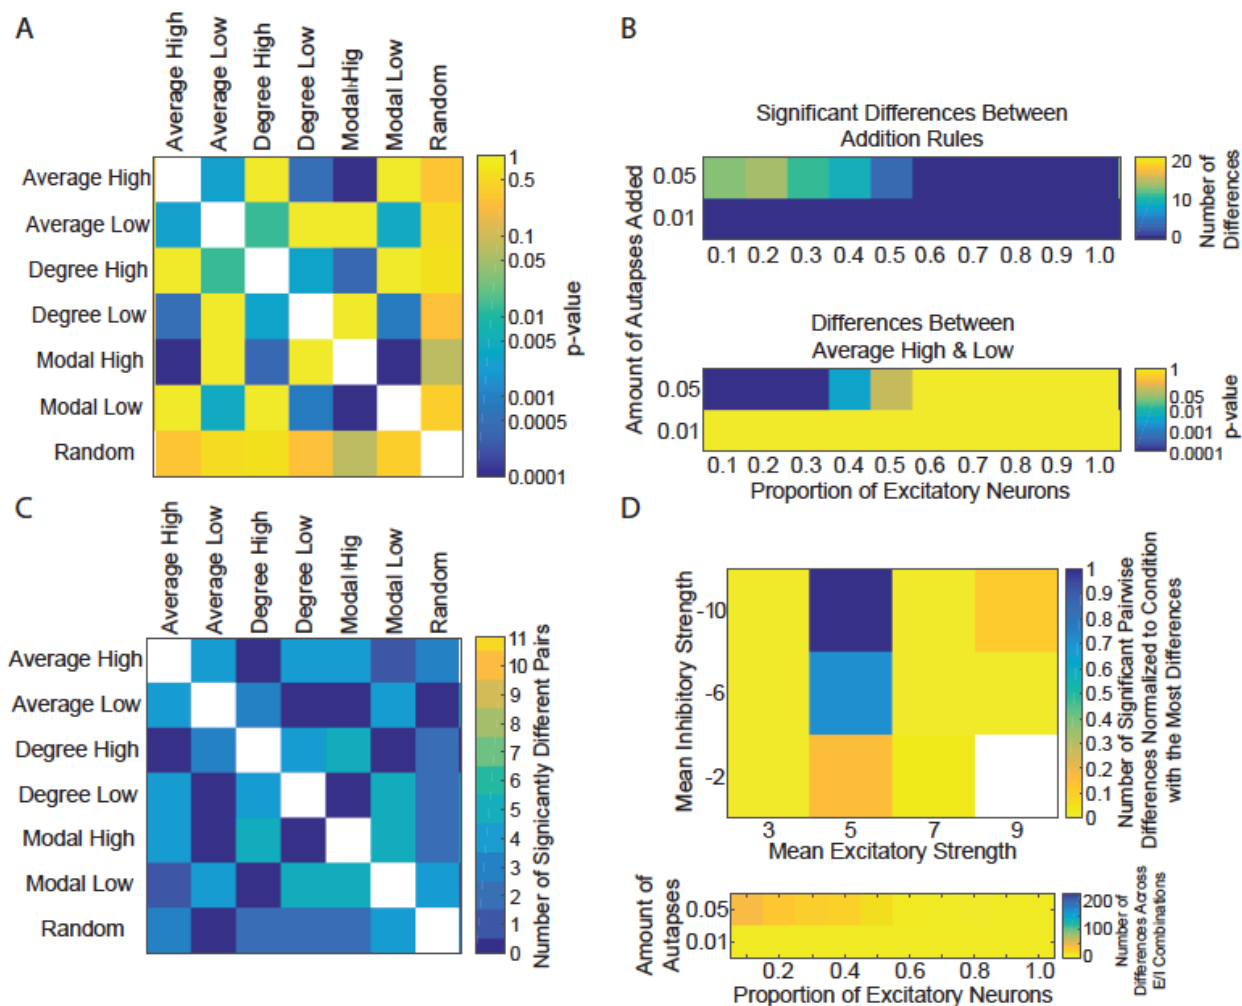 A
Average High
Average Low
Degree High
Degree Low
Modal Hig
Modal Low
Random
Average High
Average Low
Degree High
Degree Low
Modal High
Modal Low
Random
1
0.5
0.1
0.05
0.01
0.005
0.001
0.0005
0.0001
p-value
B
Significant Differences Between
Addition Rules
Amount of Autapses Added
0.05
0.01
0.1 0.2 0.3 0.4 0.5 0.6 0.7 0.8 0.9 1.0
20
10
0
Number of
Differences
Differences Between
Average High & Low
0.05
0.01
0.1 0.2 0.3 0.4 0.5 0.6 0.7 0.8 0.9 1.0
Proportion of Excitatory Neurons
1
0.05
0.01
0.001
0.0001
p-value
C
Average High
Average Low
Degree High
Degree Low
Modal Hig
Modal Low
Random
Average High
Average Low
Degree High
Degree Low
Modal High
Modal Low
Random
11
10
9
8
7
6
5
4
3
2
1
0
Number of Signicantly Different Pairs
D
Mean Inhibitory Strength
-10
-6
-2
3 5 7 9
Mean Excitatory Strength
1
0.9
0.8
0.7
0.6
0.5
0.4
0.3
0.2
0.1
0
Number of Significant Pairwise
Differences Normalized to Condition
with the Most Differences
Amount of
Autapses
0.05
0.01
0.2 0.4 0.6 0.8 1.0
Proportion of Excitatory Neurons
200
100
0
Number of
Differences Across
E/I Combinations